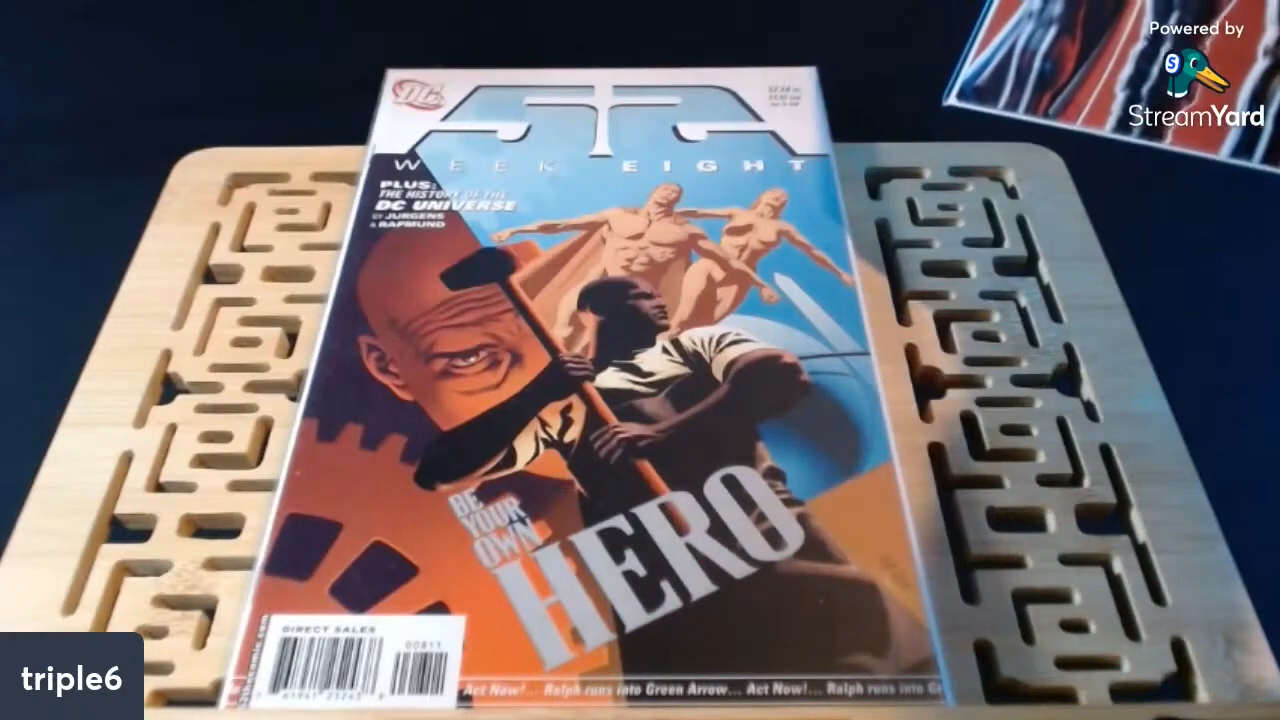 Powered by
StreamYard
DC
52
WEEK EIGHT
PLUS:
THE HISTORY OF THE
DC UNIVERSE
BY JURGENS
& RAPMUND
BE
YOUR
OWN
HERO
DIRECT SALES
00811
Act Now!... Ralph runs into Green Arrow... Act Now!... Ralph runs into
triple6